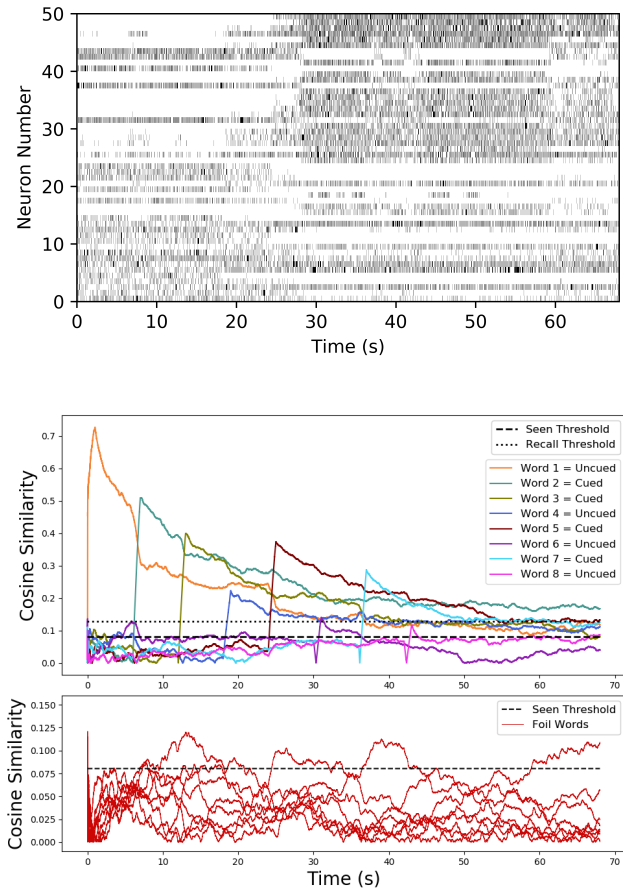 50
40
30
20
10
0
Neuron Number
0 10 20 30 40 50 60
Time (s)
Seen Threshold
Recall Threshold
Word 1 = Uncued
Word 2 = Cued
Word 3 = Cued
Word 4 = Uncued
Word 5 = Cued
Word 6 = Uncued
Word 7 = Cued
Word 8 = Uncued
0.7
0.6
0.5
0.4
0.3
0.2
0.1
0.0
Cosine Similarity
0 10 20 30 40 50 60 70
Seen Threshold
Foil Words
0.150
0.125
0.100
0.075
0.050
0.025
0.000
Cosine Similarity
0 10 20 30 40 50 60 70
Time (s)